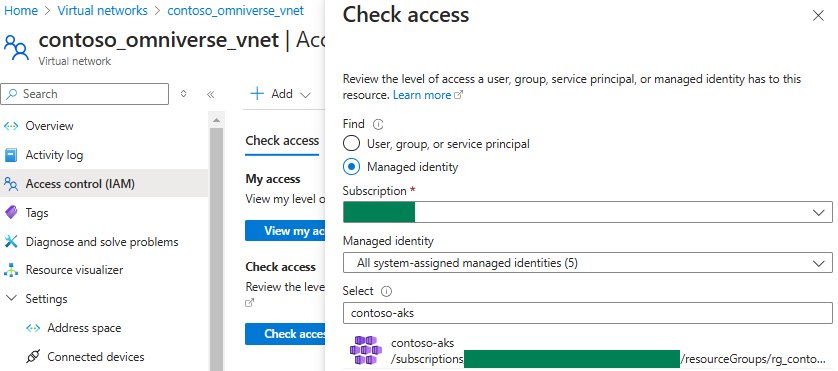 Home > Virtual networks > contoso_omniverse_vnet
contoso_omniverse_vnet | Acc
Virtual network
Search
Overview
Activity log
Access control (IAM)
Tags
Diagnose and solve problems
Resource visualizer
Settings
Address space
Connected devices
Add
Check access
My access
View my level o
View my ac
Check access
Review the leve
Check acces
Check access
Review the level of access a user, group, service principal, or managed identity has to this
resource. Learn more
Find
User, group, or service principal
Managed identity
Subscription *
Managed identity
All system-assigned managed identities (5)
Select
contoso-aks
contoso-aks
/subscriptions /resourceGroups/rg_conto...